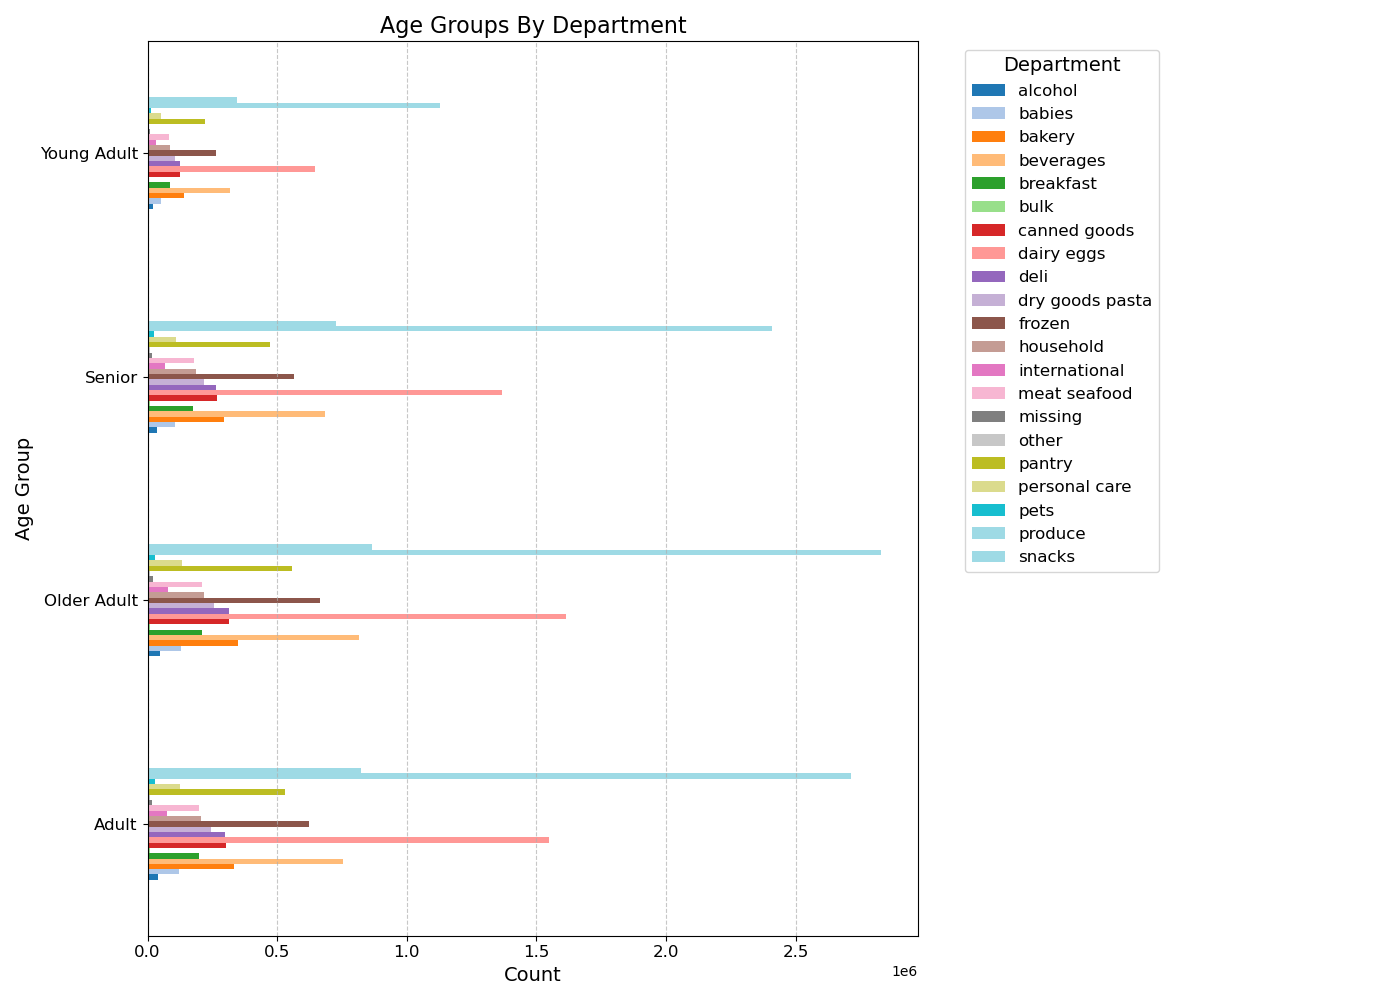 Age Groups By Department
Age Group
Young Adult
Senior
Older Adult
Adult
0.0 0.5 1.0 1.5 2.0 2.5
1e6
Count
Department
alcohol
babies
bakery
beverages
breakfast
bulk
canned goods
dairy eggs
deli
dry goods pasta
frozen
household
international
meat seafood
missing
other
pantry
personal care
pets
produce
snacks